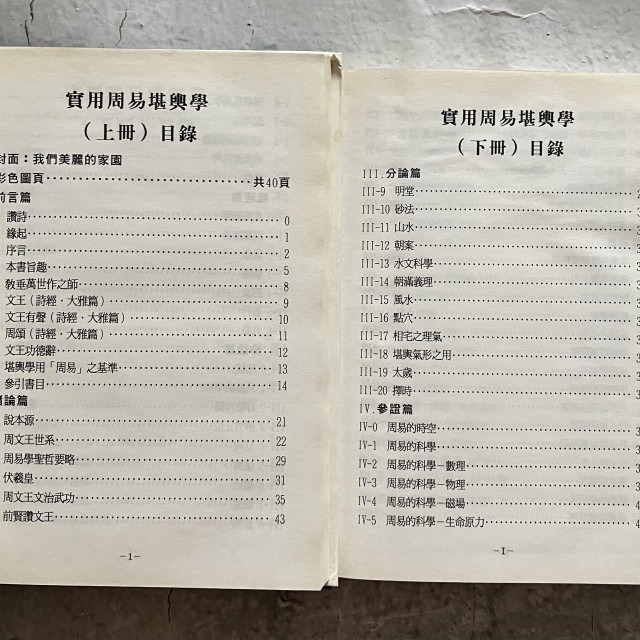 實用周易堪輿學
（上冊）目錄
封面：我們美麗的家園
彩色圖頁⋯⋯⋯⋯⋯⋯⋯⋯⋯⋯共40頁
前言篇
讚詩⋯⋯⋯⋯⋯⋯⋯⋯⋯⋯0
緣起⋯⋯⋯⋯⋯⋯⋯⋯⋯⋯1
序言⋯⋯⋯⋯⋯⋯⋯⋯⋯⋯2
本書旨趣⋯⋯⋯⋯⋯⋯⋯⋯5
教垂萬世作之師⋯⋯⋯⋯⋯⋯8
文王（詩經．大雅篇）⋯⋯⋯⋯9
文王有聲（詩經．大雅篇）⋯⋯⋯10
周頌（詩經．大雅篇）⋯⋯⋯⋯11
文王功德辭⋯⋯⋯⋯⋯⋯⋯12
堪輿學用「周易」之基準⋯⋯⋯13
參引書目⋯⋯⋯⋯⋯⋯⋯⋯14
論篇
說本源⋯⋯⋯⋯⋯⋯⋯⋯21
周文王世系⋯⋯⋯⋯⋯⋯⋯22
周易學聖哲要略⋯⋯⋯⋯⋯29
伏羲皇⋯⋯⋯⋯⋯⋯⋯⋯31
周文王文治武功⋯⋯⋯⋯⋯35
前賢讚文王⋯⋯⋯⋯⋯⋯⋯43
－1－
實用周易堪輿學
（下冊）目錄
III.分論篇
III-9 明堂⋯⋯⋯⋯⋯⋯⋯⋯
III-10 砂法⋯⋯⋯⋯⋯⋯⋯⋯
III-11 山水⋯⋯⋯⋯⋯⋯⋯⋯
III-12 朝案⋯⋯⋯⋯⋯⋯⋯⋯
III-13 水文科學⋯⋯⋯⋯⋯⋯
III-14 朝滿義理⋯⋯⋯⋯⋯⋯
III-15 風水⋯⋯⋯⋯⋯⋯⋯⋯
III-16 點穴⋯⋯⋯⋯⋯⋯⋯⋯
III-17 相宅之理氣⋯⋯⋯⋯⋯
III-18 堪輿氣形之用⋯⋯⋯⋯
III-19 太歲⋯⋯⋯⋯⋯⋯⋯⋯
III-20 擇時⋯⋯⋯⋯⋯⋯⋯⋯
IV.參證篇
IV-0 周易的時空⋯⋯⋯⋯⋯
IV-1 周易的科學⋯⋯⋯⋯⋯
IV-2 周易的科學－數理⋯⋯⋯
IV-3 周易的科學－物理⋯⋯⋯
IV-4 周易的科學－磁場⋯⋯⋯
IV-5 周易的科學－生命原力⋯⋯
－I－